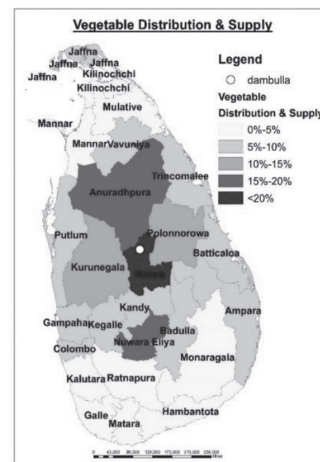 Vegetable Distribution & Supply
Jaffna
Jaffna
Jaffna
Jaffna
Kilinochchi
Kilinochchi
Mulative
Mannar
Mannar
Vavuniya
Trincomalee
Anuradhpura
Putlum
Polonnorowa
Kurunegala
Batticaloa
Matale
Kandy
Ampara
Gampaha
Kegalle
Badulla
Colombo
Nuwara Eliya
Monaragala
Kalutara
Ratnapura
Galle
Hambantota
Matara
Legend
dambulla
Vegetable
Distribution & Supply
0%-5%
5%-10%
10%-15%
15%-20%
<20%